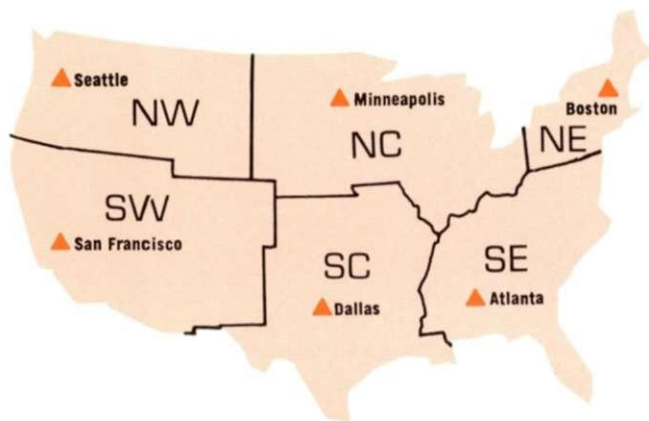 Seattle
NW
Minneapolis
NC
Boston
NE
SW
San Francisco
SC
Dallas
SE
Atlanta